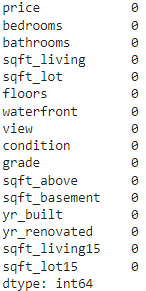 price 0
bedrooms 0
bathrooms 0
sqft_living 0
sqft_lot 0
floors 0
waterfront 0
view 0
condition 0
grade 0
sqft_above 0
sqft_basement 0
yr_built 0
yr_renovated 0
sqft_living15 0
sqft_lot15 0
dtype: int64